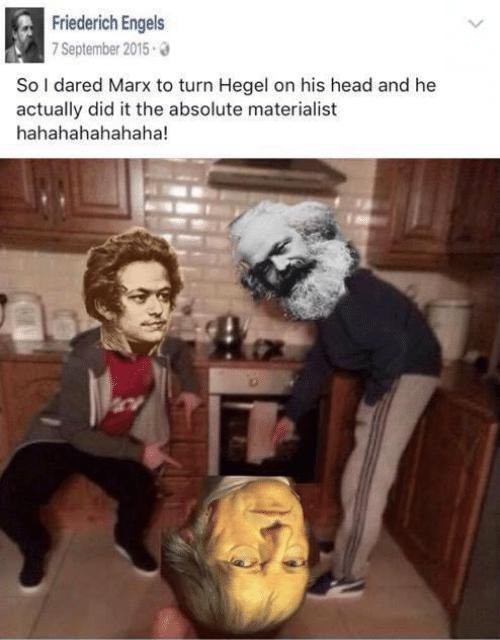 Friederich Engels
7 September 2015 ·
So I dared Marx to turn Hegel on his head and he
actually did it the absolute materialist
hahahahahahaha!